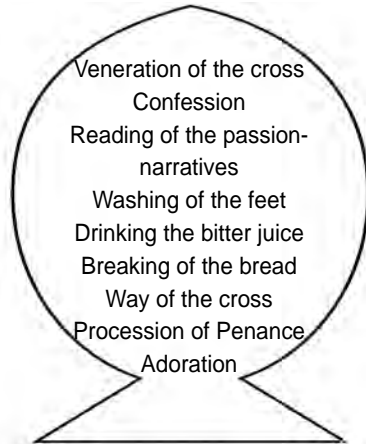 Veneration of the cross
Confession
Reading of the passion-
narratives
Washing of the feet
Drinking the bitter juice
Breaking of the bread
Way of the cross
Procession of Penance
Adoration